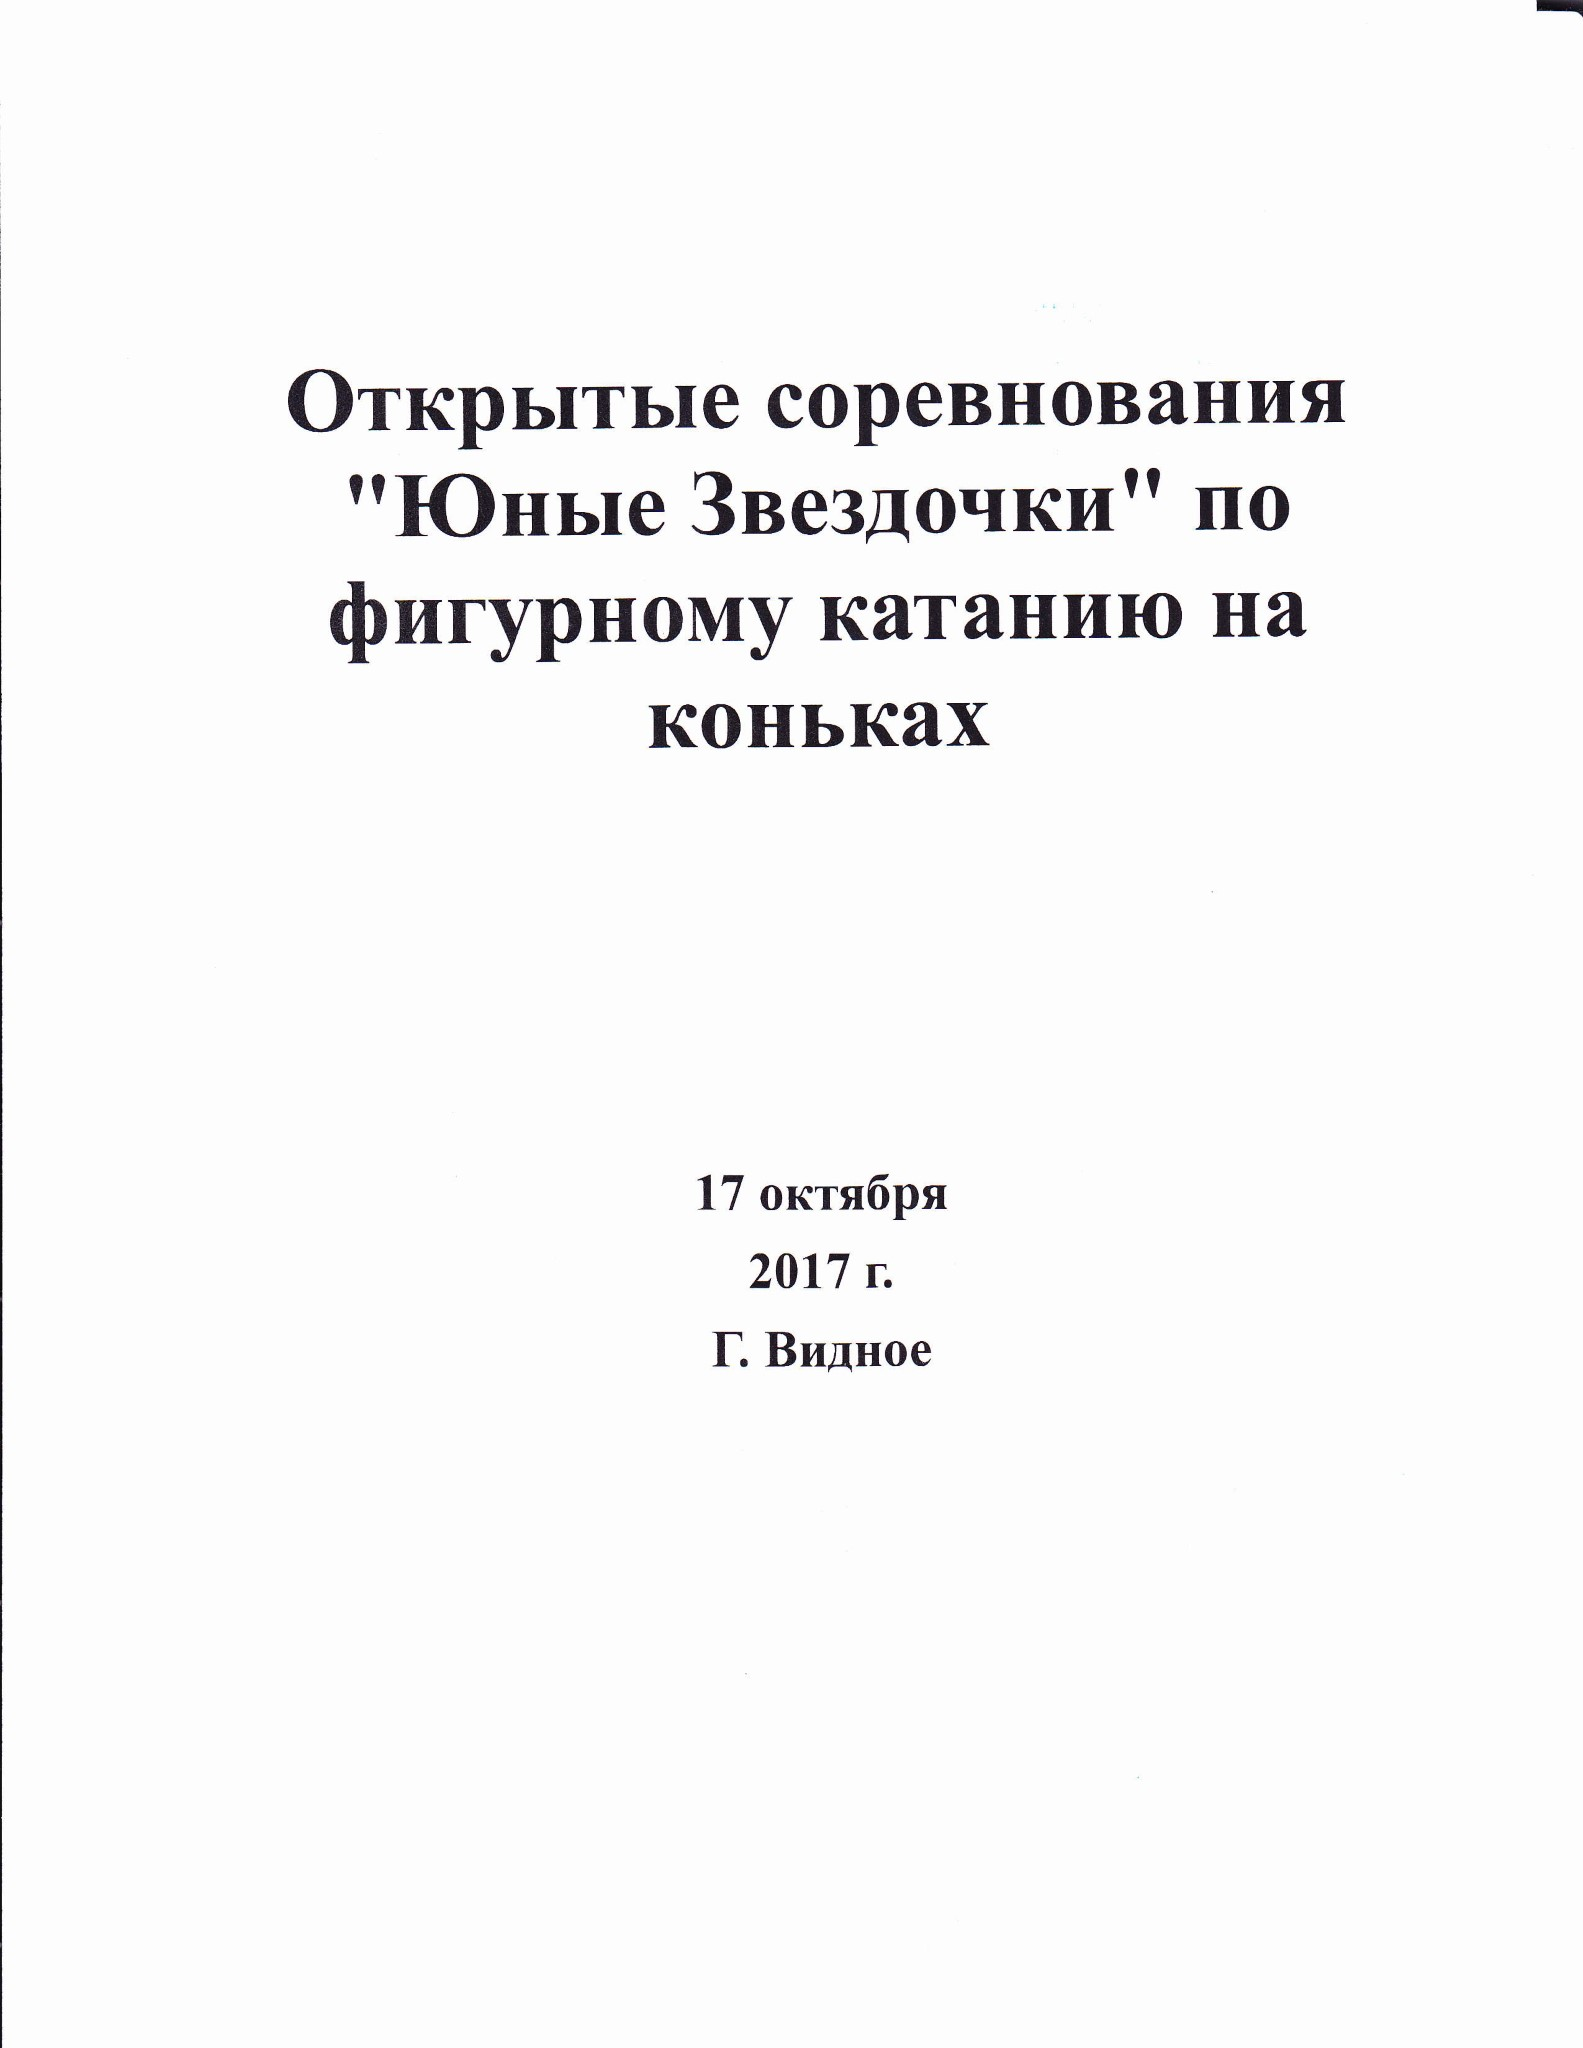 Открытые соревнования
"Юные Звездочки" по
фигурному катанию на
коньках
17 октября
2017 г.
Г. Видное